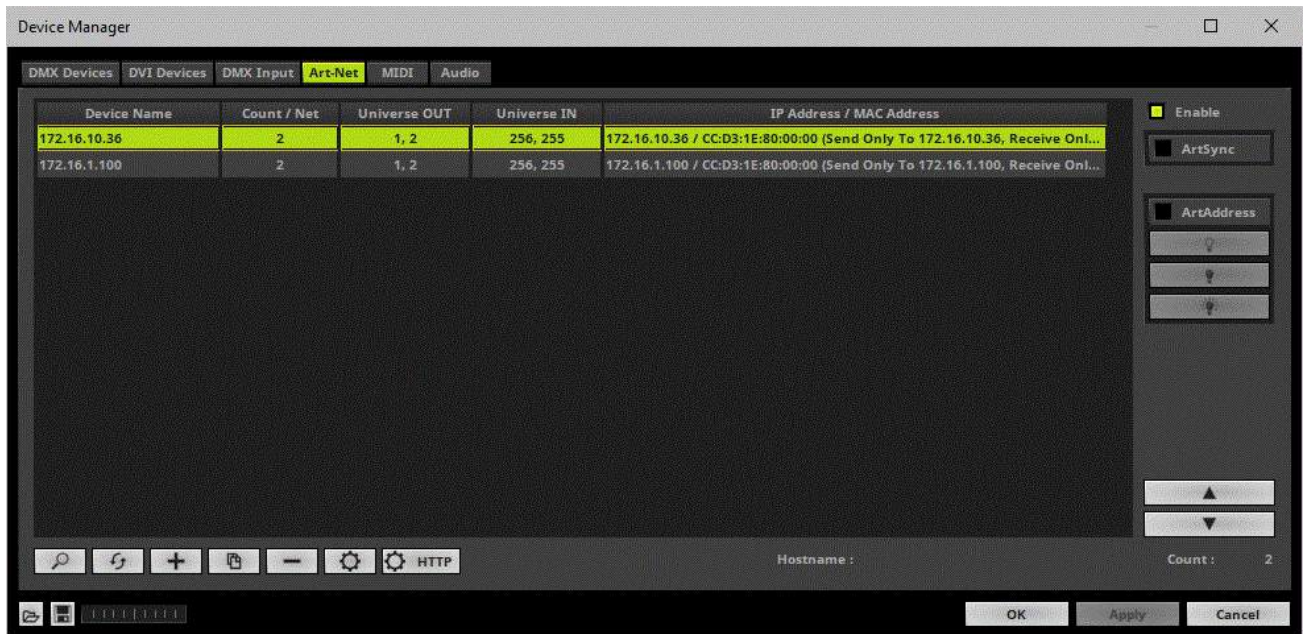 Device Manager
DMX Devices DVI Devices DMX Input Art-Net MIDI Audio
Device Name Count / Net Universe OUT Universe IN IP Address / MAC Address
172.16.10.36 2 1, 2 256, 255 172.16.10.36 / CC:D3:1E:80:00:00 (Send Only To 172.16.10.36, Receive Onl...
172.16.1.100 2 1, 2 256, 255 172.16.1.100 / CC:D3:1E:80:00:00 (Send Only To 172.16.1.100, Receive Onl...
Enable
ArtSync
ArtAddress
HTTP
Hostname :
Count : 2
OK Apply Cancel